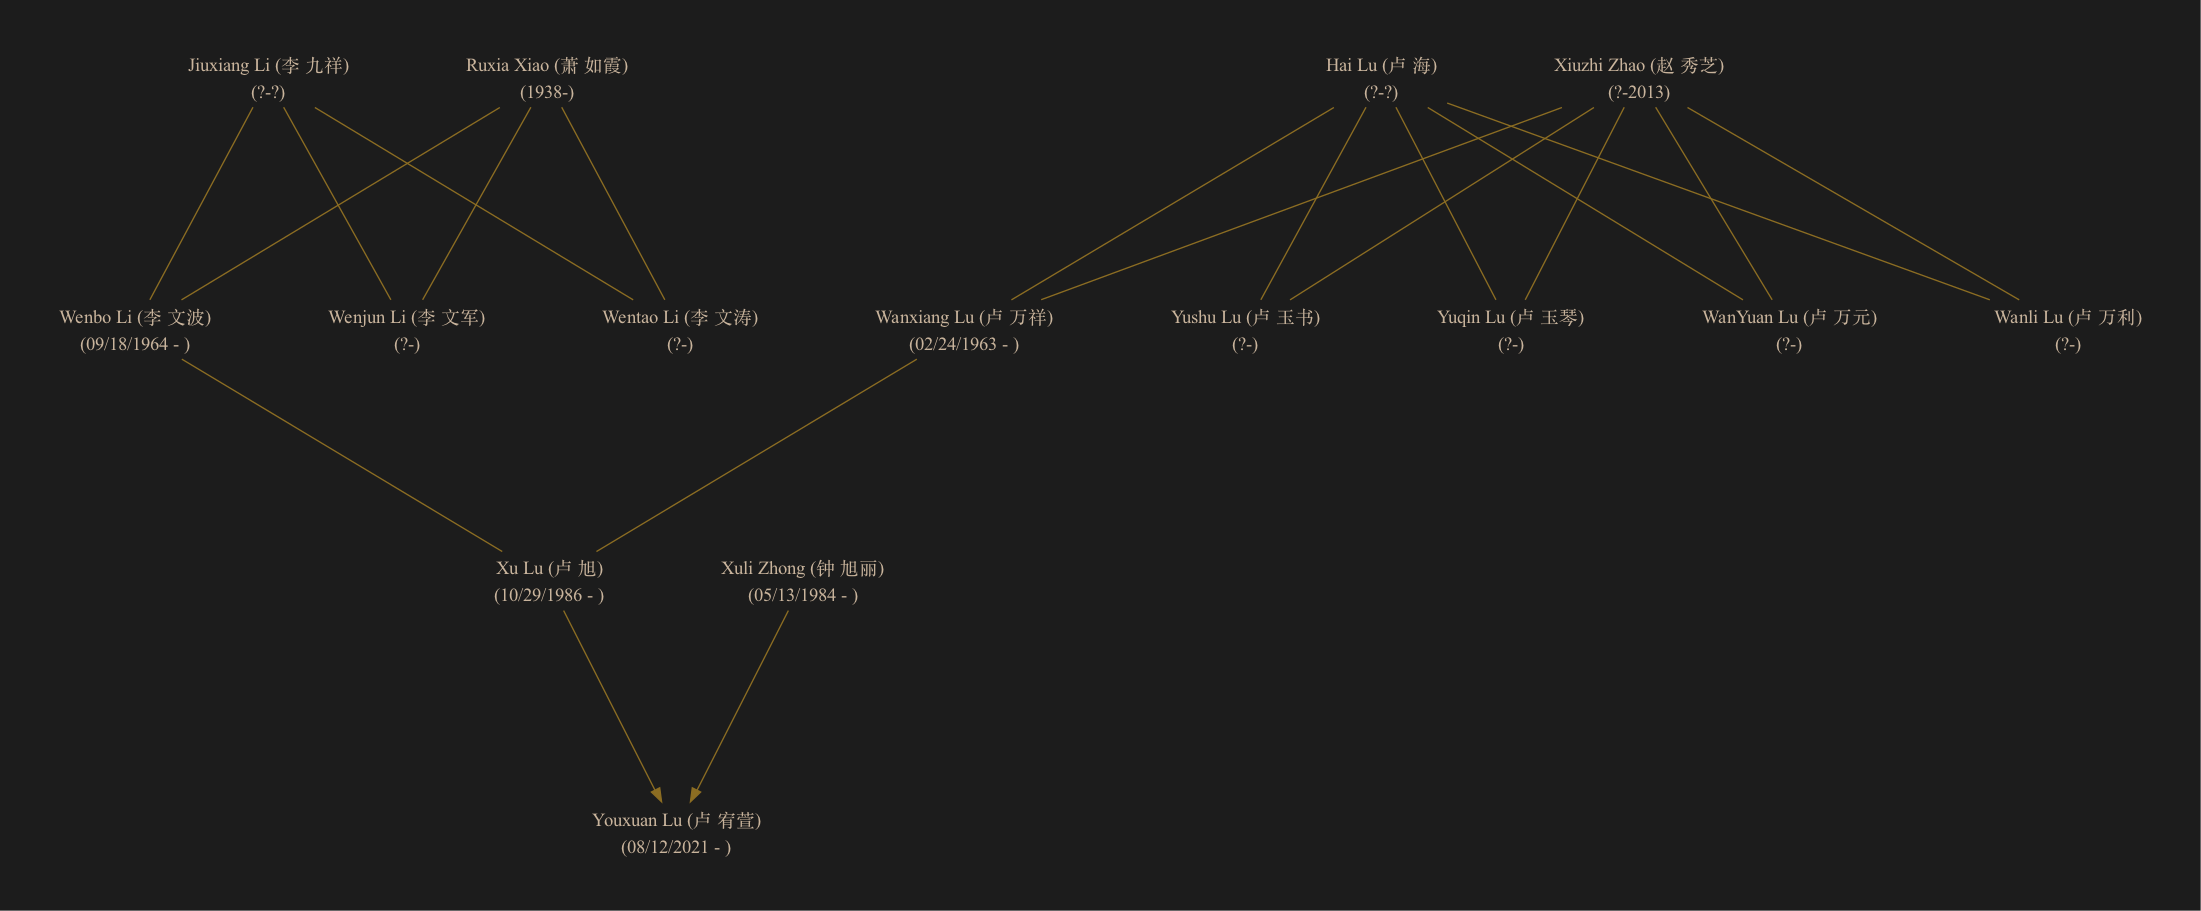 Jiuxiang Li (李 九祥)
(?-?)
Ruxia Xiao (萧 如霞)
(1938-)
Hai Lu (卢 海)
(?-?)
Xiuzhi Zhao (赵 秀芝)
(?-2013)
Wenbo Li (李 文波)
(09/18/1964 - )
Wenjun Li (李 文军)
(?-)
Wentao Li (李 文涛)
(?-)
Wanxiang Lu (卢 万祥)
(02/24/1963 - )
Yushu Lu (卢 玉书)
(?-)
Yuqin Lu (卢 玉琴)
(?-)
WanYuan Lu (卢 万元)
(?-)
Wanli Lu (卢 万利)
(?-)
Xu Lu (卢 旭)
(10/29/1986 - )
Xuli Zhong (钟 旭丽)
(05/13/1984 - )
Youxuan Lu (卢 宥萱)
(08/12/2021 - )